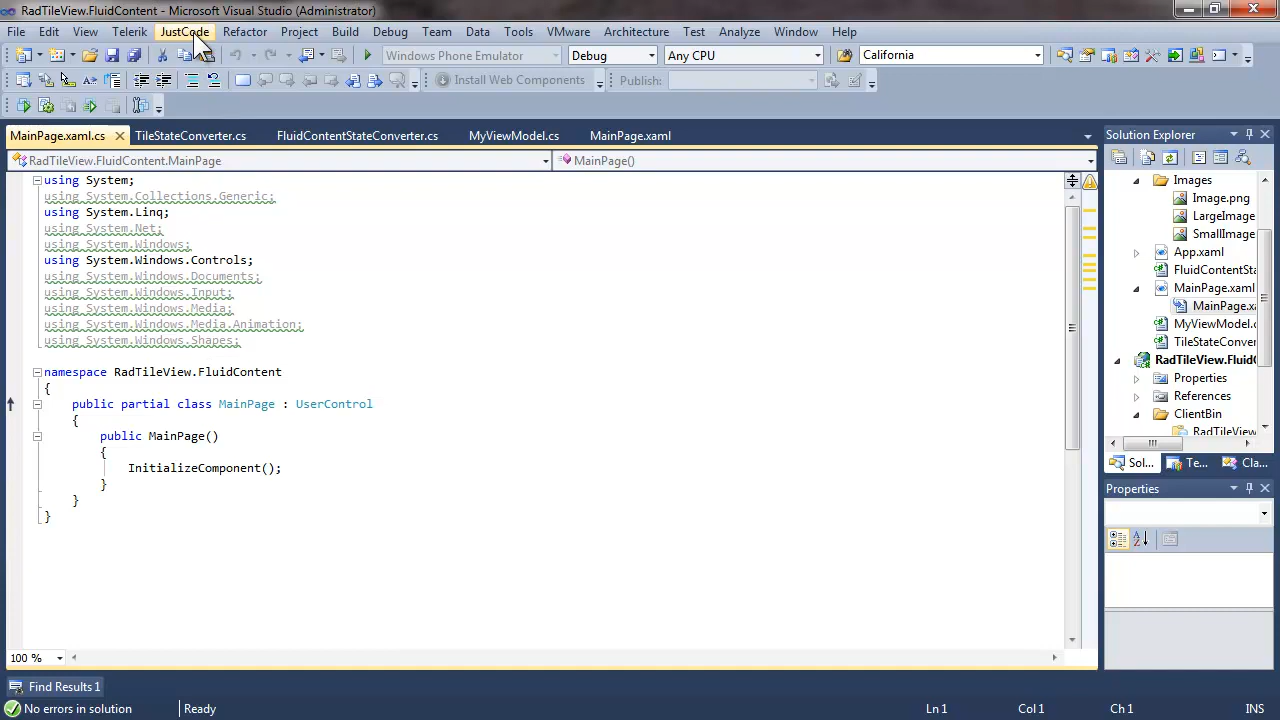 RadTileView.FluidContent - Microsoft Visual Studio (Administrator)
File Edit View Telerik JustCode Refactor Project Build Debug Team Data Tools VMware Architecture Test Analyze Window Help
Windows Phone Emulator Debug Any CPU California
Install Web Components Publish:
MainPage.xaml.cs TileStateConverter.cs FluidContentStateConverter.cs MyViewModel.cs MainPage.xaml
RadTileView.FluidContent.MainPage MainPage()
using System;
using System.Collections.Generic;
using System.Linq;
using System.Net;
using System.Windows;
using System.Windows.Controls;
using System.Windows.Documents;
using System.Windows.Input;
using System.Windows.Media;
using System.Windows.Media.Animation;
using System.Windows.Shapes;
namespace RadTileView.FluidContent
{
public partial class MainPage : UserControl
{
public MainPage()
{
InitializeComponent();
}
}
}
100 %
Solution Explorer
Images
Image.png
LargeImage
SmallImage
App.xaml
FluidContentSta
MainPage.xaml
MainPage.xa
MyViewModel.c
TileStateConver
RadTileView.Fluid
Properties
References
ClientBin
RadTileView
Sol... Te... Cla...
Properties
Find Results 1
No errors in solution Ready Ln 1 Col 1 Ch 1 INS